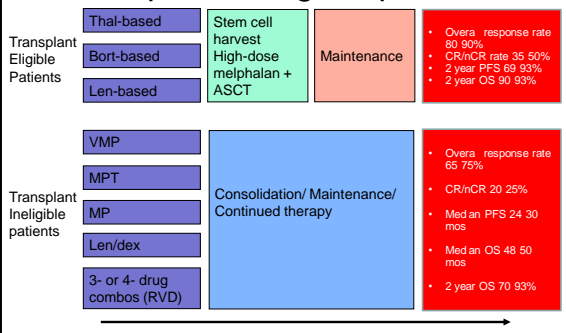 Transplant
Eligible
Patients
Thal-based
Bort-based
Len-based
Stem cell
harvest
High-dose
melphalan +
ASCT
Maintenance
• Overa response rate
80 90%
• CR/nCR rate 35 50%
• 2 year PFS 69 93%
• 2 year OS 90 93%
Transplant
Ineligible
patients
VMP
MPT
MP
Len/dex
3- or 4- drug
combos (RVD)
Consolidation/ Maintenance/
Continued therapy
• Overa response rate
65 75%
• CR/nCR 20 25%
• Med an PFS 24 30
mos
• Med an OS 48 50
mos
• 2 year OS 70 93%